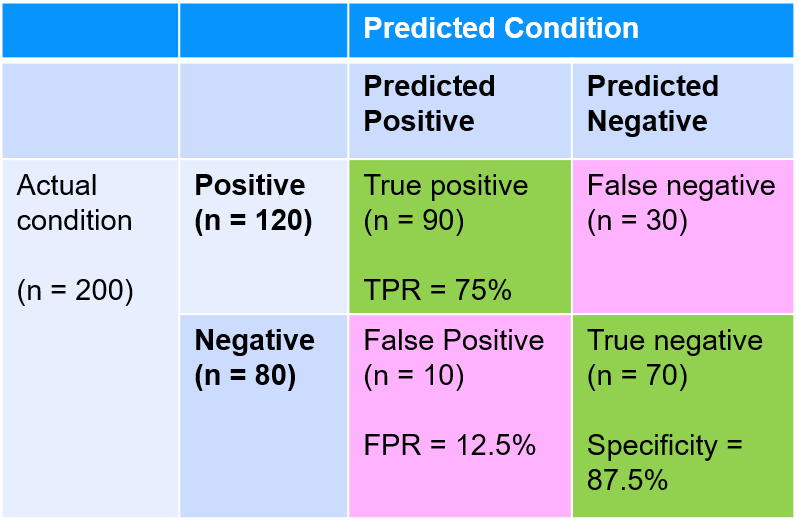 Predicted Condition
Predicted
Positive
Predicted
Negative
Actual
condition
(n = 200)
Positive
(n = 120)
True positive
(n = 90)
TPR = 75%
False negative
(n = 30)
Negative
(n = 80)
False Positive
(n = 10)
FPR = 12.5%
True negative
(n = 70)
Specificity =
87.5%